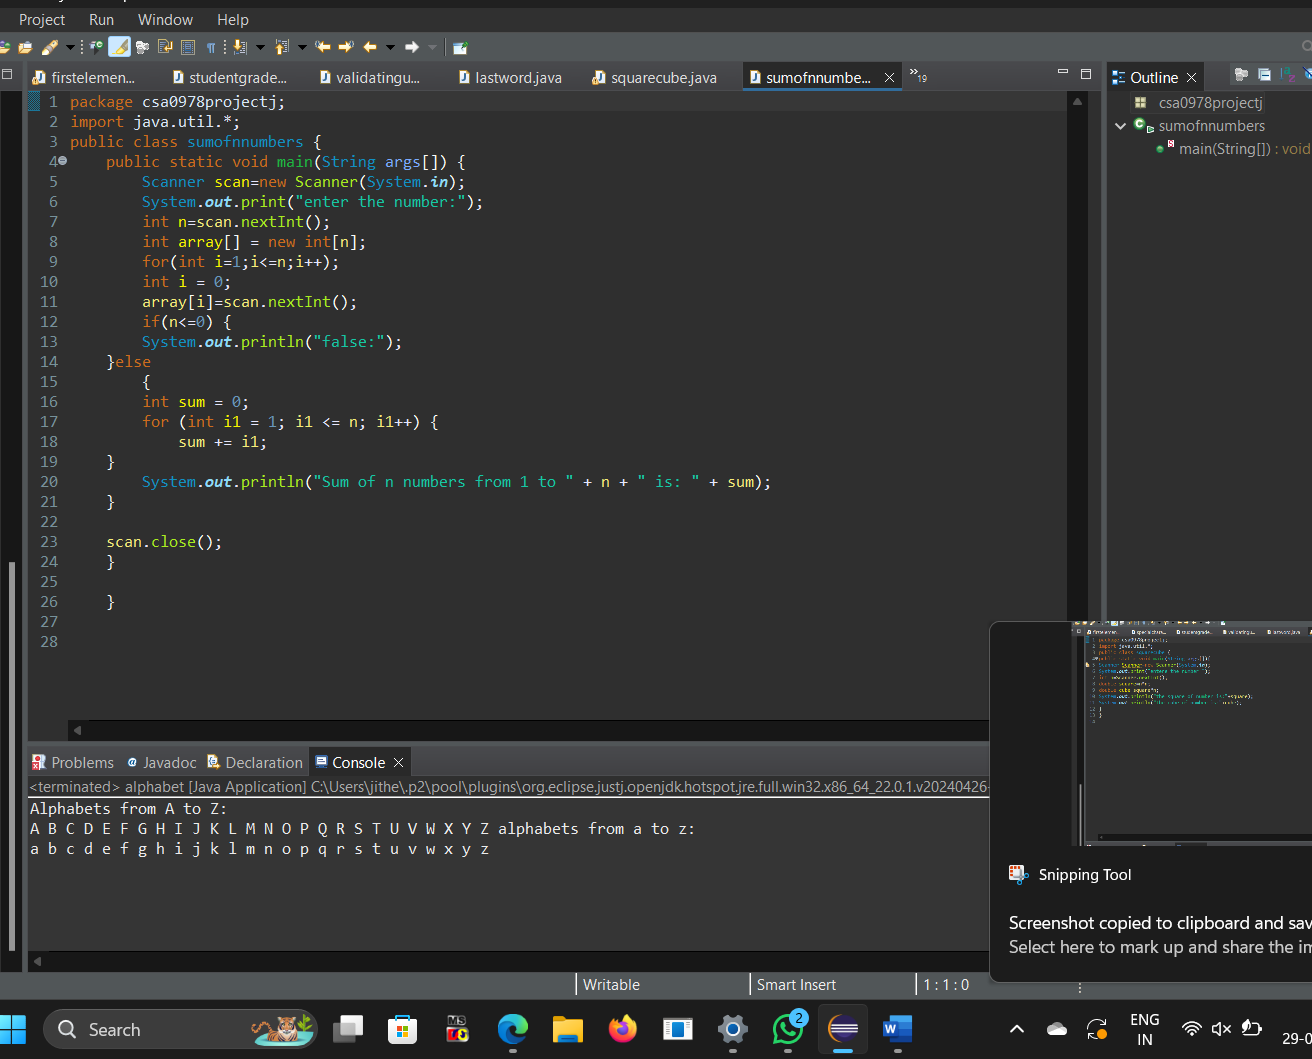 Project Run Window Help
firstelemen... studentgrade... validatingu... lastword.java squarecube.java sumofnnumbe... 19
Outline
csa0978projectj
sumofnnumbers
main(String[]) : void
1 package csa0978projectj;
2 import java.util.*;
3 public class sumofnnumbers {
4 public static void main(String args[]) {
5 Scanner scan=new Scanner(System.in);
6 System.out.print("enter the number:");
7 int n=scan.nextInt();
8 int array[] = new int[n];
9 for(int i=1;i<=n;i++);
10 int i = 0;
11 array[i]=scan.nextInt();
12 if(n<=0) {
13 System.out.println("false:");
14 }else
15 {
16 int sum = 0;
17 for (int i1 = 1; i1 <= n; i1++) {
18 sum += i1;
19 }
20 System.out.println("Sum of n numbers from 1 to " + n + " is: " + sum);
21 }
22
23 scan.close();
24 }
25
26 }
27
28
Problems Javadoc Declaration Console
<terminated> alphabet [Java Application] C:\Users\jithe\.p2\pool\plugins\org.eclipse.justj.openjdk.hotspot.jre.full.win32.x86_64_22.0.1.v20240426-
Alphabets from A to Z:
A B C D E F G H I J K L M N O P Q R S T U V W X Y Z alphabets from a to z:
a b c d e f g h i j k l m n o p q r s t u v w x y z
Snipping Tool
Screenshot copied to clipboard and sav
Select here to mark up and share the im
Writable Smart Insert 1 : 1 : 0
Search
2
ENG
IN
29-0